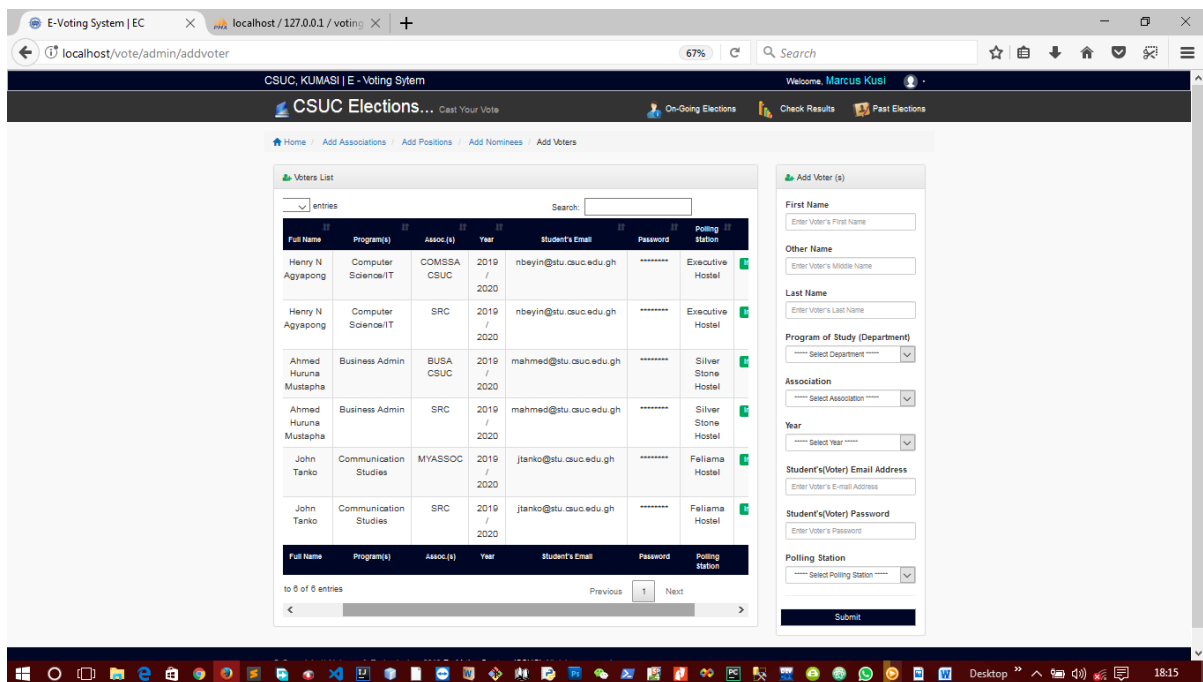 E-Voting System | EC
localhost / 127.0.0.1 / voting
localhost/vote/admin/addvoter
67%
Search
CSUC, KUMASI | E - Voting Sytem
Welcome, Marcus Kusi
CSUC Elections... Cast Your Vote
On-Going Elections
Check Results
Past Elections
Home / Add Associations / Add Positions / Add Nominees / Add Voters
Voters List
entries
Search:
Full Name Program(s) Assoc.(s) Year Student's Email Password Polling Station
Henry N Agyapong Computer Science/IT COMSSA CSUC 2019 / 2020 nbeyin@stu.csuc.edu.gh ******** Executive Hostel
Henry N Agyapong Computer Science/IT SRC 2019 / 2020 nbeyin@stu.csuc.edu.gh ******** Executive Hostel
Ahmed Huruna Mustapha Business Admin BUSA CSUC 2019 / 2020 mahmed@stu.csuc.edu.gh ******** Silver Stone Hostel
Ahmed Huruna Mustapha Business Admin SRC 2019 / 2020 mahmed@stu.csuc.edu.gh ******** Silver Stone Hostel
John Tanko Communication Studies MYASSOC 2019 / 2020 jtanko@stu.csuc.edu.gh ******** Feliama Hostel
John Tanko Communication Studies SRC 2019 / 2020 jtanko@stu.csuc.edu.gh ******** Feliama Hostel
Full Name Program(s) Assoc.(s) Year Student's Email Password Polling Station
to 6 of 6 entries
Previous 1 Next
Add Voter (s)
First Name
Enter Voter's First Name
Other Name
Enter Voter's Middle Name
Last Name
Enter Voter's Last Name
Program of Study (Department)
***** Select Department *****
Association
***** Select Association *****
Year
***** Select Year *****
Student's(Voter) Email Address
Enter Voter's E-mail Address
Student's(Voter) Password
Enter Voter's Password
Polling Station
***** Select Polling Station *****
Submit
Desktop
18:15